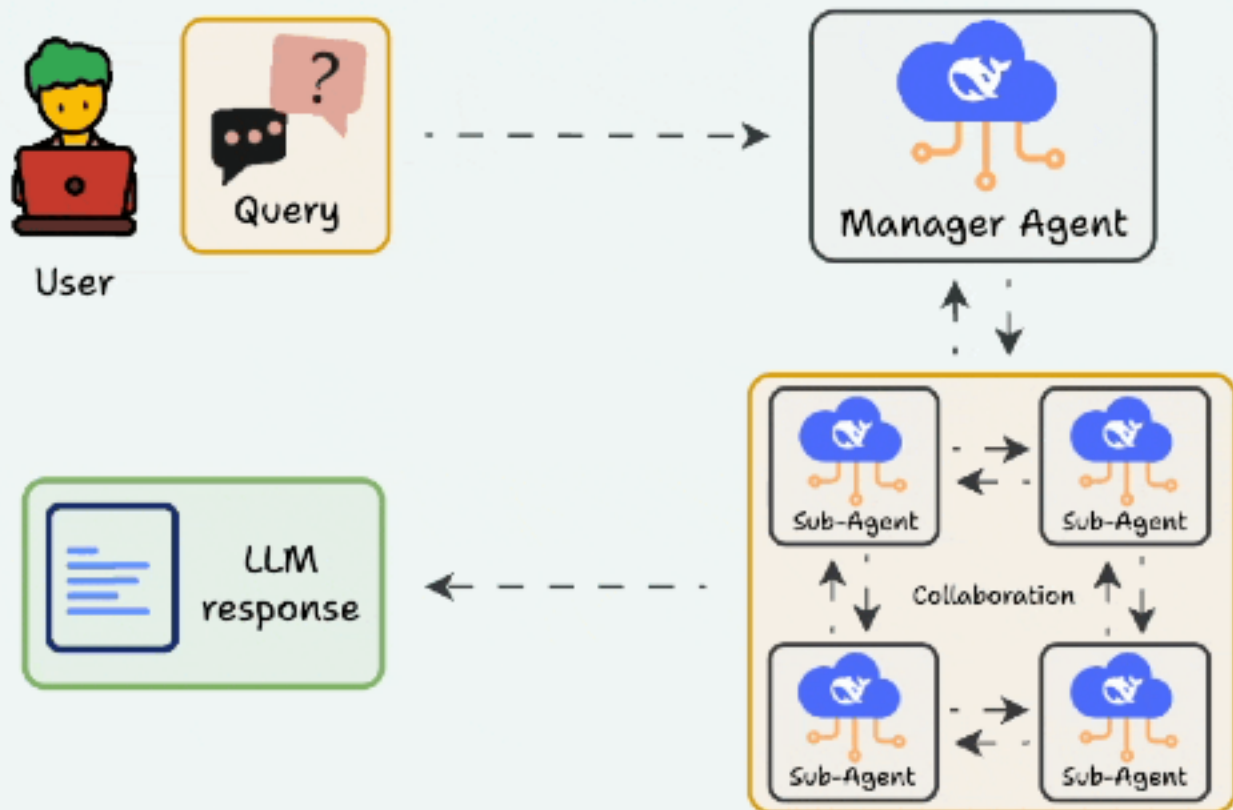 ?
Query
User
Manager Agent
Sub-Agent
Sub-Agent
Collaboration
Sub-Agent
Sub-Agent
LLM
response